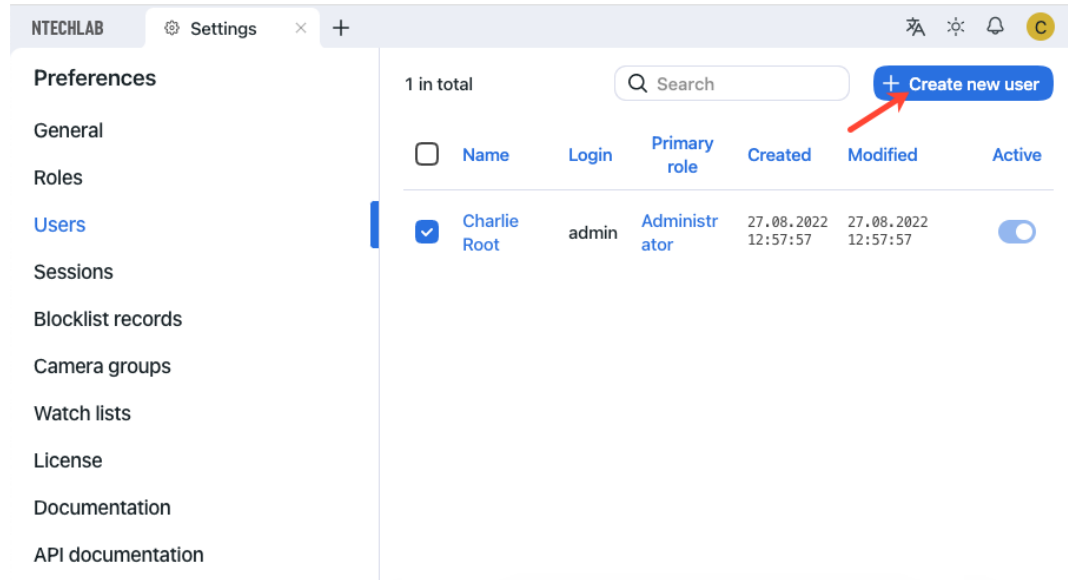 NTECHLAB
Settings
Preferences
General
Roles
Users
Sessions
Blocklist records
Camera groups
Watch lists
License
Documentation
API documentation
1 in total
Search
Create new user
Name
Login
Primary
role
Created
Modified
Active
Charlie
Root
admin
Administr
ator
27.08.2022
12:57:57
27.08.2022
12:57:57
C